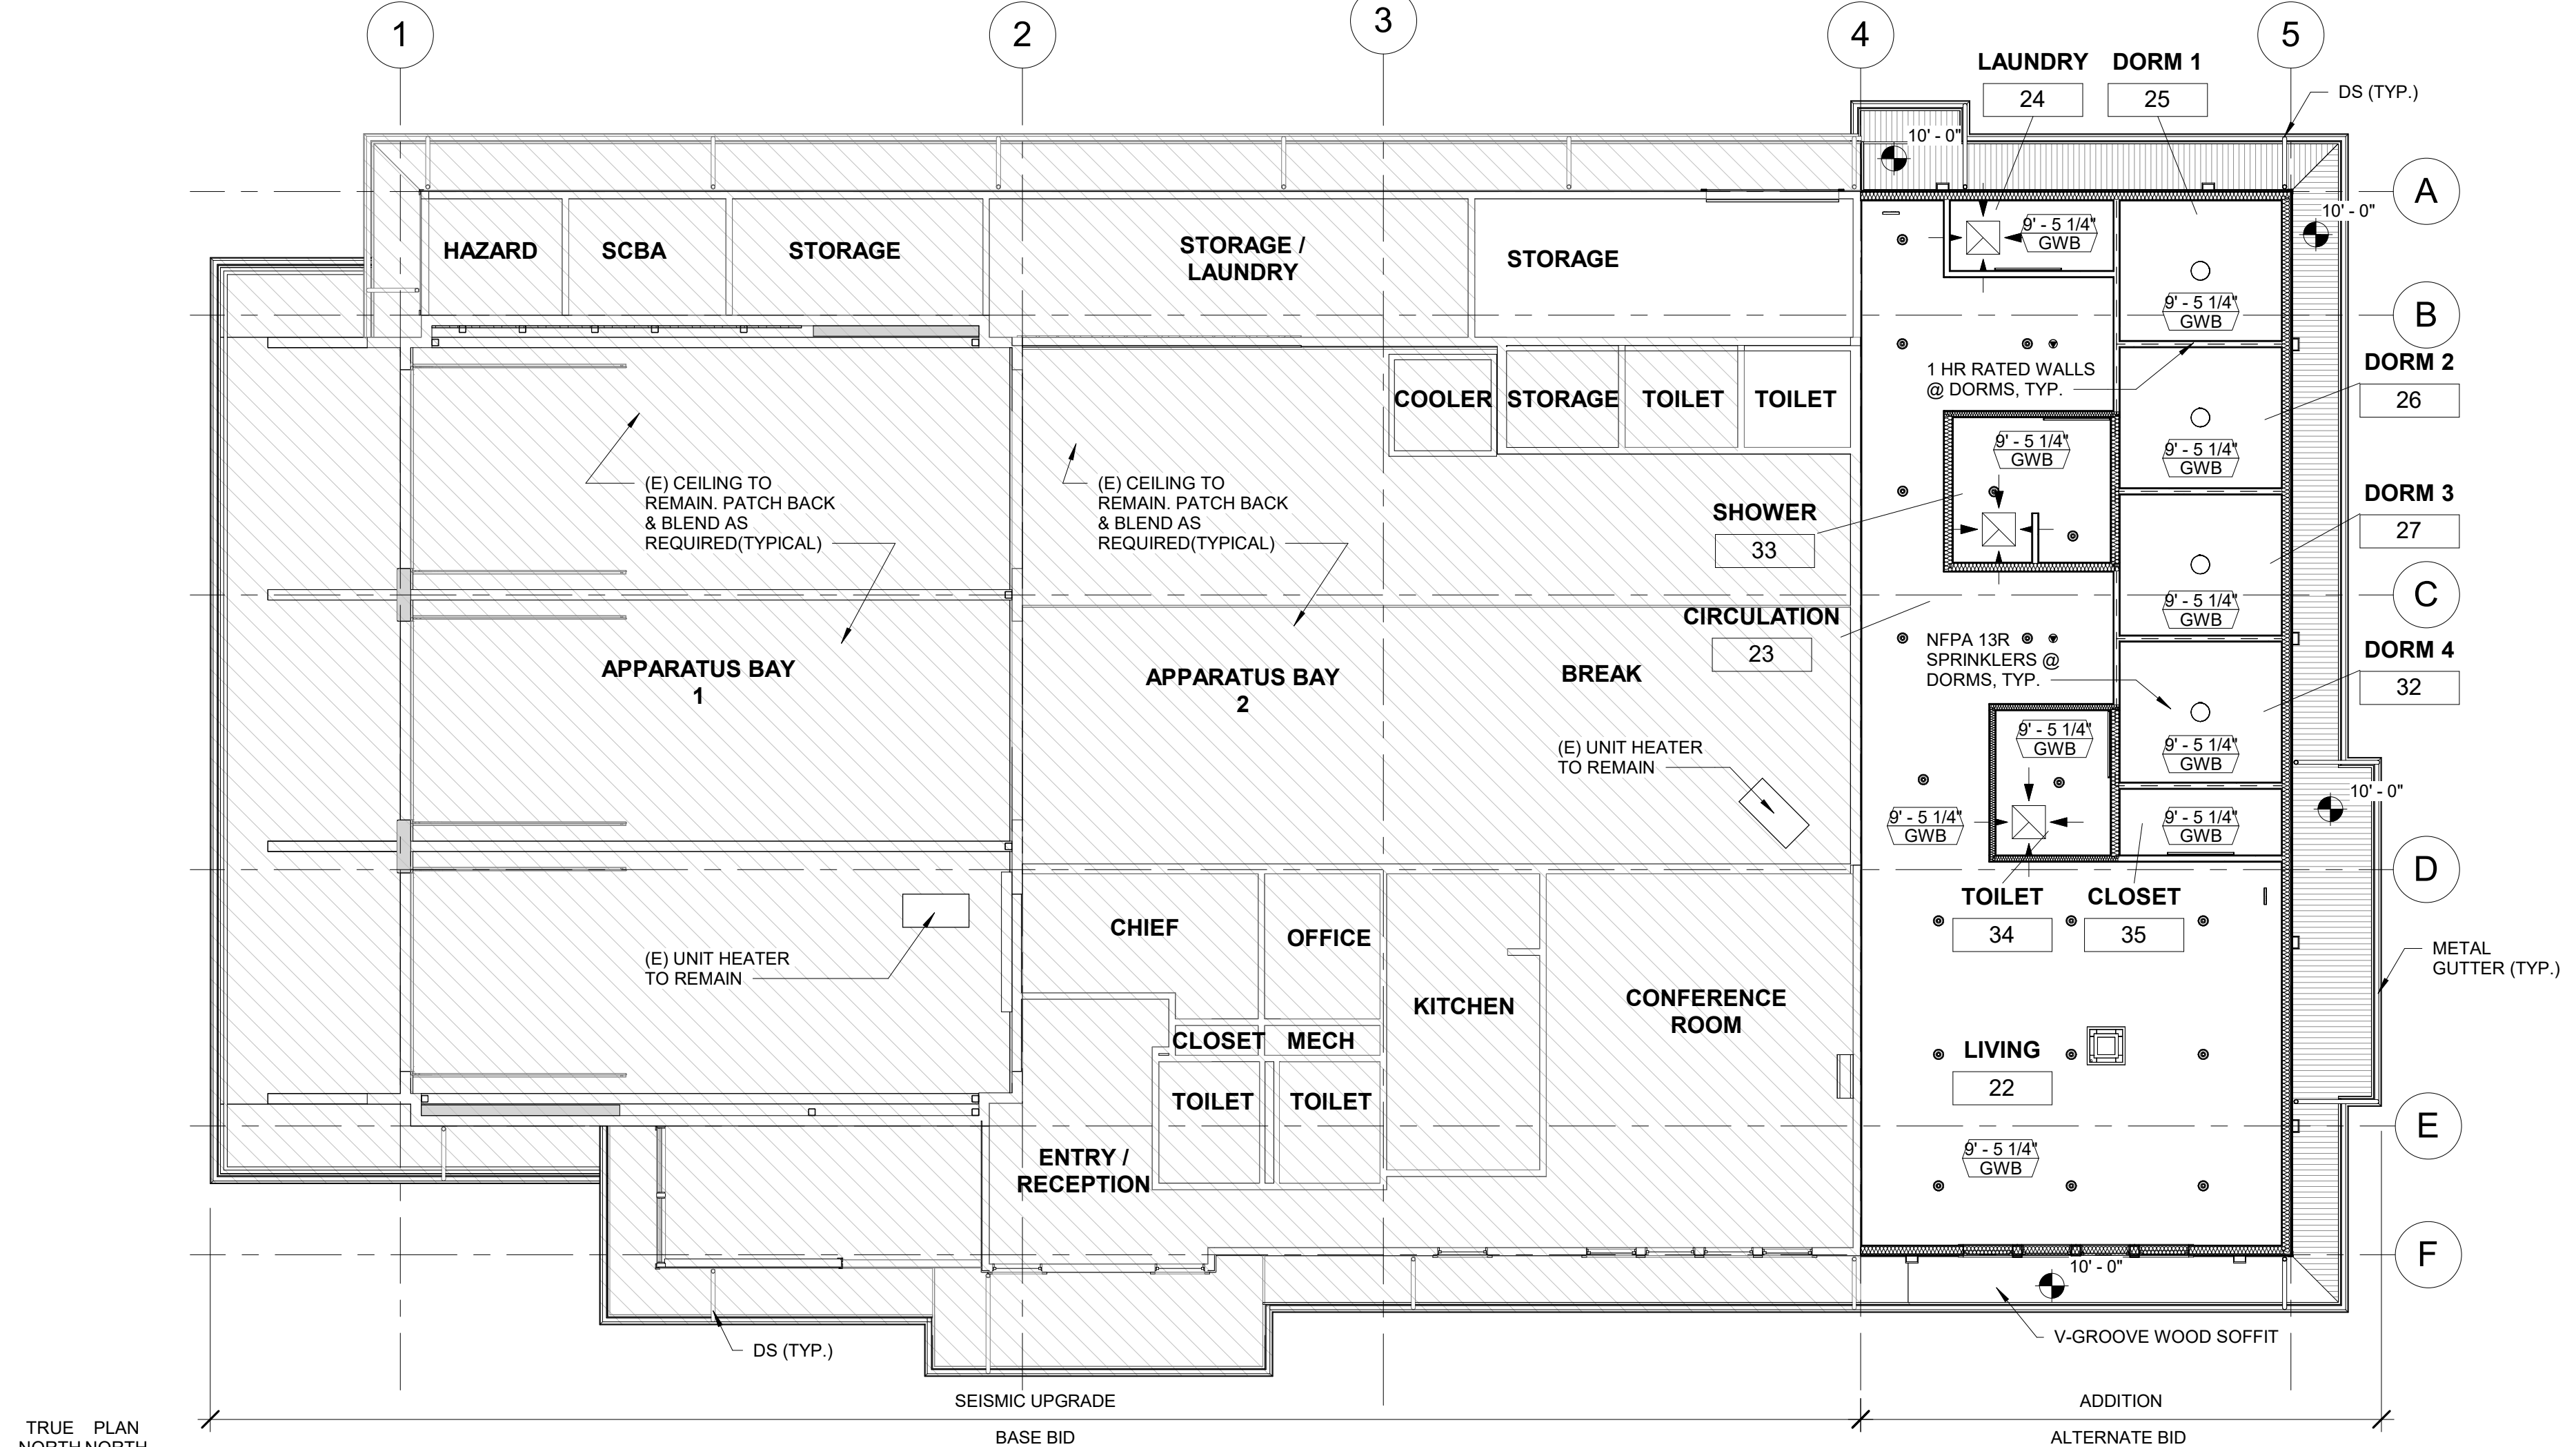 1
2
3
4
5
LAUNDRY
24
DORM 1
25
DS (TYP.)
10' - 0"
A
10' - 0"
HAZARD
SCBA
STORAGE
STORAGE /
LAUNDRY
STORAGE
9' - 5 1/4"
GWB
9' - 5 1/4"
GWB
B
1 HR RATED WALLS
@ DORMS, TYP.
DORM 2
26
COOLER
STORAGE
TOILET
TOILET
9' - 5 1/4"
GWB
9' - 5 1/4"
GWB
(E) CEILING TO
REMAIN. PATCH BACK
& BLEND AS
REQUIRED(TYPICAL)
(E) CEILING TO
REMAIN. PATCH BACK
& BLEND AS
REQUIRED(TYPICAL)
SHOWER
33
DORM 3
27
C
9' - 5 1/4"
GWB
CIRCULATION
23
NFPA 13R
SPRINKLERS @
DORMS, TYP.
DORM 4
32
APPARATUS BAY
1
APPARATUS BAY
2
BREAK
(E) UNIT HEATER
TO REMAIN
9' - 5 1/4"
GWB
9' - 5 1/4"
GWB
10' - 0"
9' - 5 1/4"
GWB
9' - 5 1/4"
GWB
D
TOILET
34
CLOSET
35
CHIEF
OFFICE
(E) UNIT HEATER
TO REMAIN
METAL
GUTTER (TYP.)
KITCHEN
CONFERENCE
ROOM
CLOSET
MECH
LIVING
22
TOILET
TOILET
E
ENTRY /
RECEPTION
9' - 5 1/4"
GWB
F
10' - 0"
DS (TYP.)
V-GROOVE WOOD SOFFIT
SEISMIC UPGRADE
ADDITION
BASE BID
ALTERNATE BID
TRUE
NORTH
PLAN
NORTH